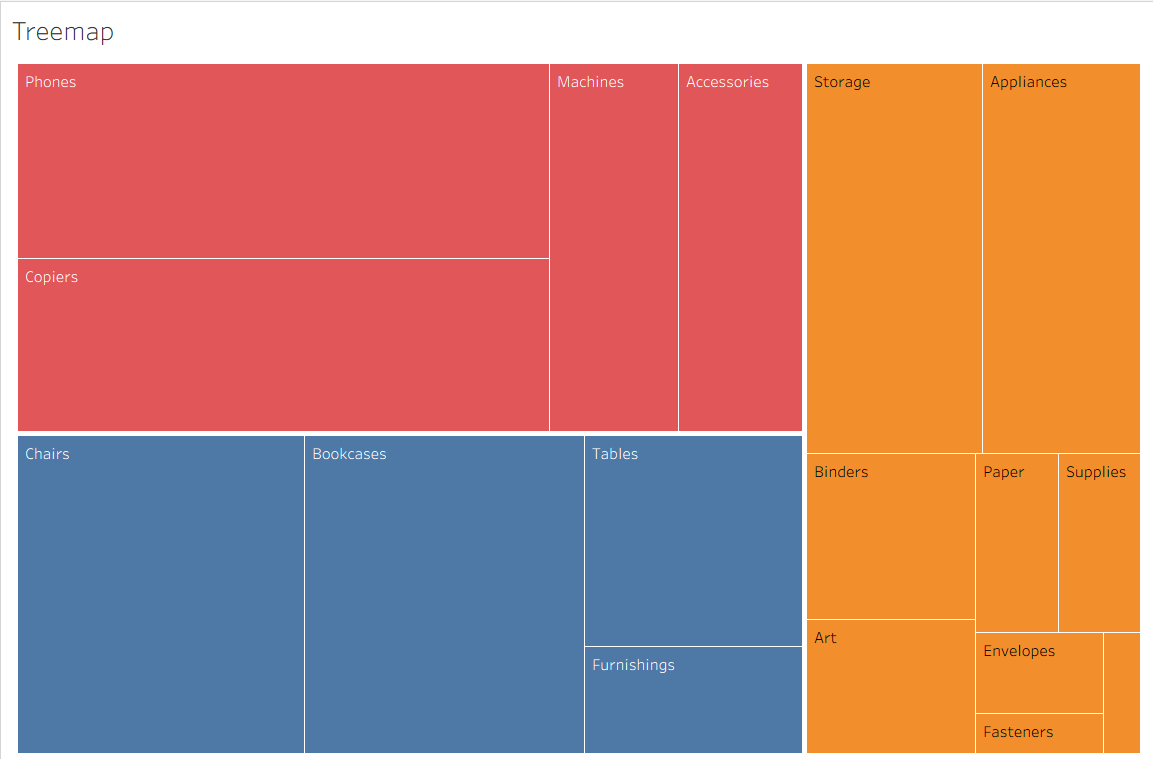 Treemap
Phones
Machines
Accessories
Storage
Appliances
Copiers
Chairs
Bookcases
Tables
Binders
Paper
Supplies
Art
Envelopes
Furnishings
Fasteners